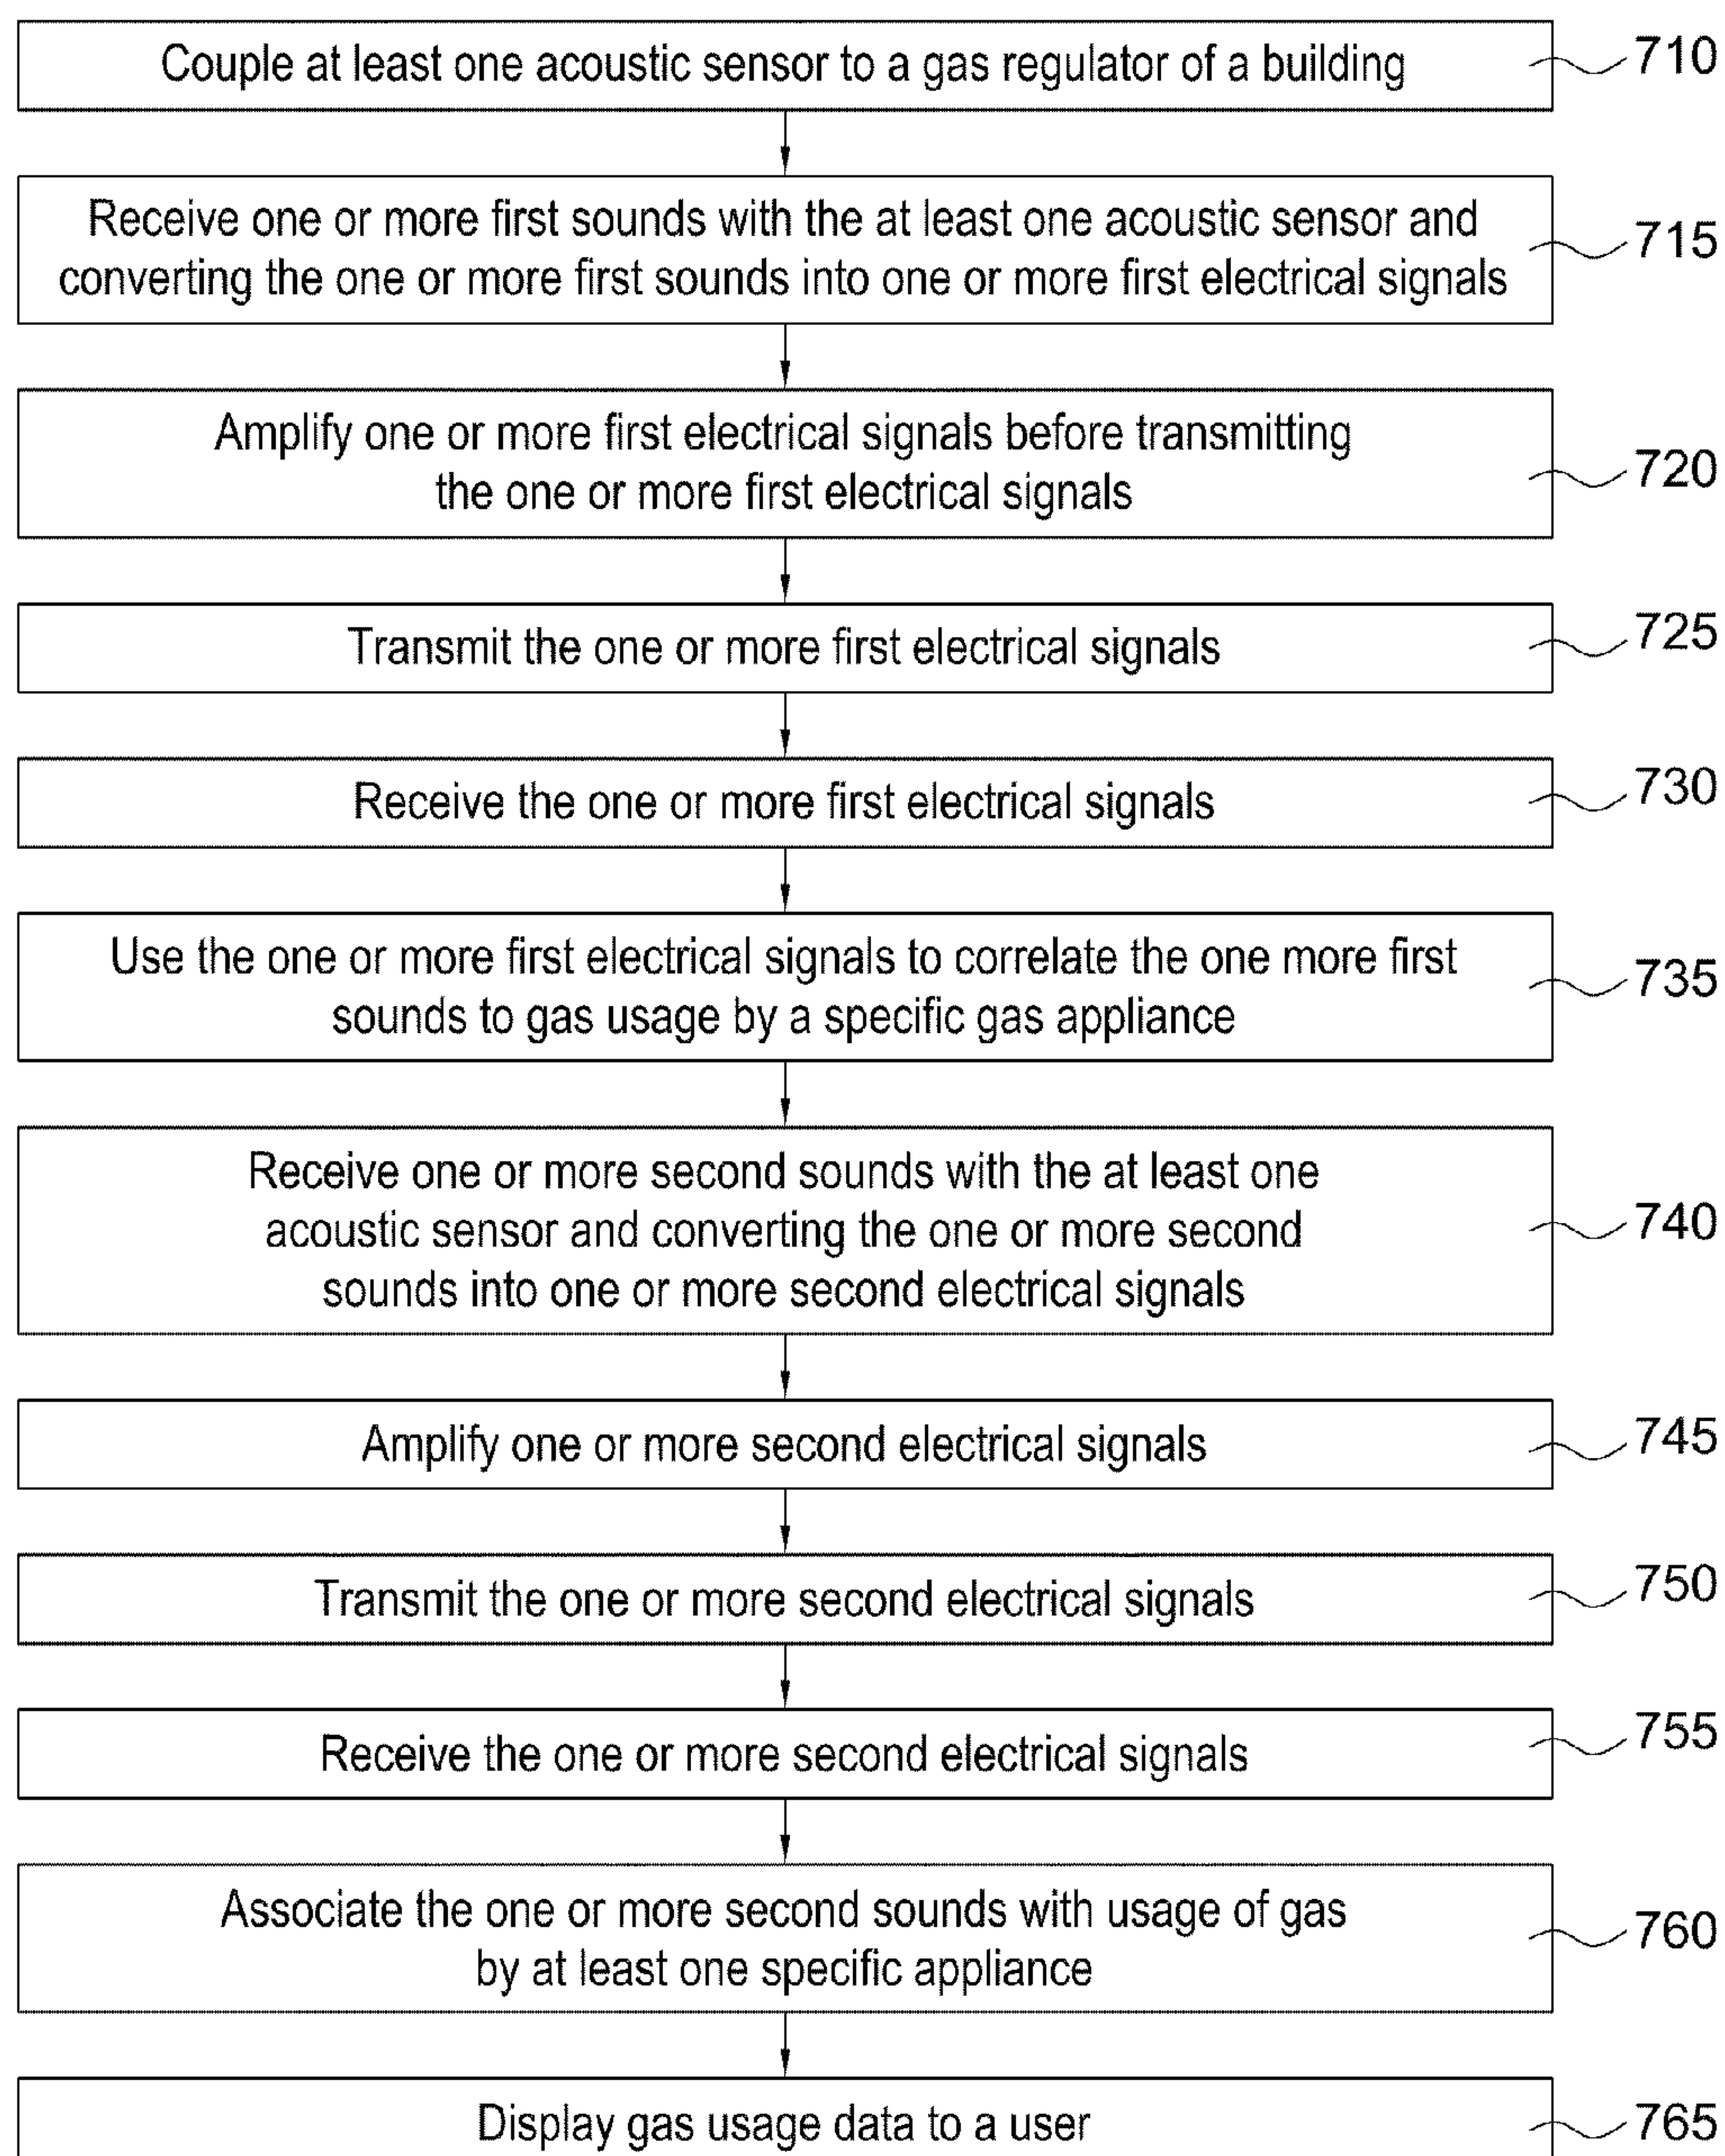 Couple at least one acoustic sensor to a gas regulator of a building
710
Receive one or more first sounds with the at least one acoustic sensor and
converting the one or more first sounds into one or more first electrical signals
715
Amplify one or more first electrical signals before transmitting
the one or more first electrical signals
720
Transmit the one or more first electrical signals
725
Receive the one or more first electrical signals
730
Use the one or more first electrical signals to correlate the one more first
sounds to gas usage by a specific gas appliance
735
Receive one or more second sounds with the at least one
acoustic sensor and converting the one or more second
sounds into one or more second electrical signals
740
Amplify one or more second electrical signals
745
Transmit the one or more second electrical signals
750
Receive the one or more second electrical signals
755
Associate the one or more second sounds with usage of gas
by at least one specific appliance
760
Display gas usage data to a user
765